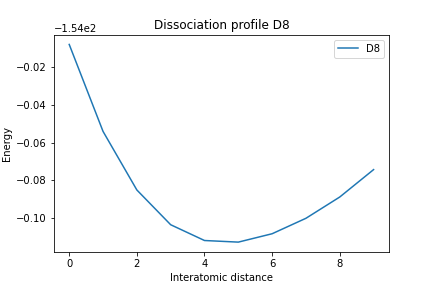 Dissociation profile D8
−1.54e2
D8
−0.02
−0.04
−0.06
−0.08
−0.10
Energy
0 2 4 6 8
Interatomic distance